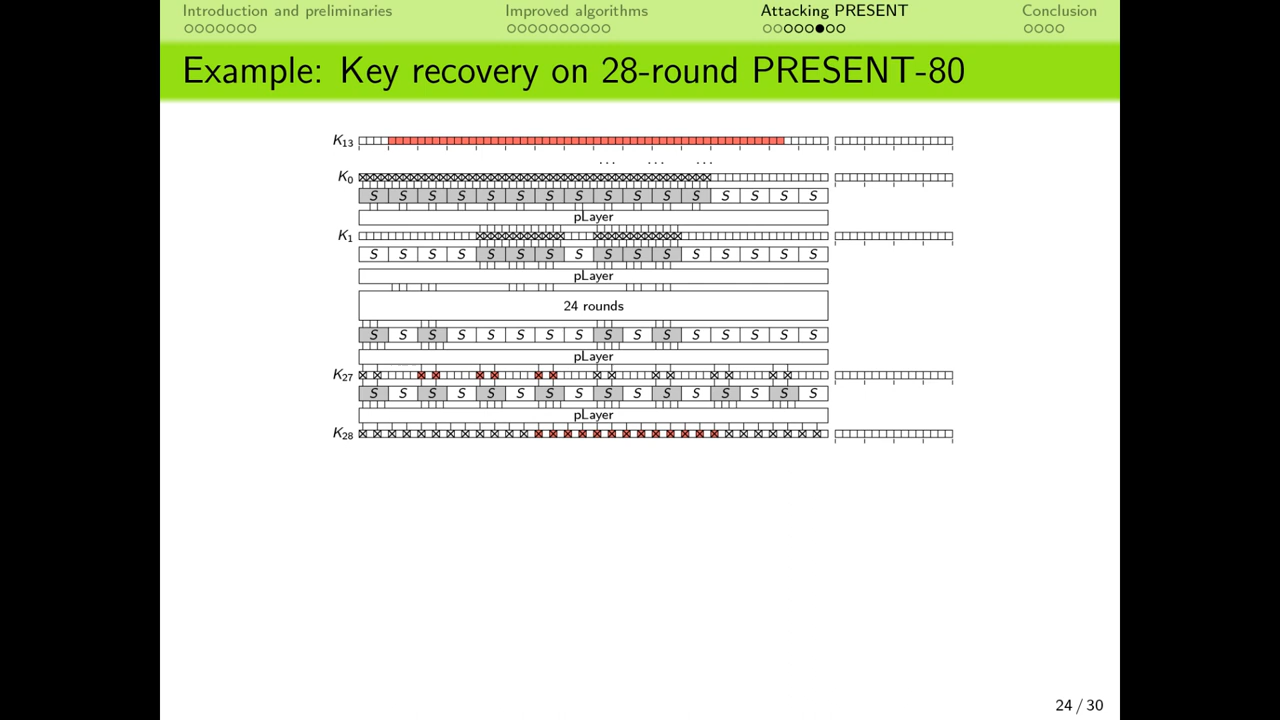 Introduction and preliminaries Improved algorithms Attacking PRESENT Conclusion
Example: Key recovery on 28-round PRESENT-80
K13
... ... ...
K0
S S S S S S S S S S S S S S S S
pLayer
K1
S S S S S S S S S S S S S S S S
pLayer
24 rounds
S S S S S S S S S S S S S S S S
pLayer
K27
S S S S S S S S S S S S S S S S
pLayer
K28
24 / 30